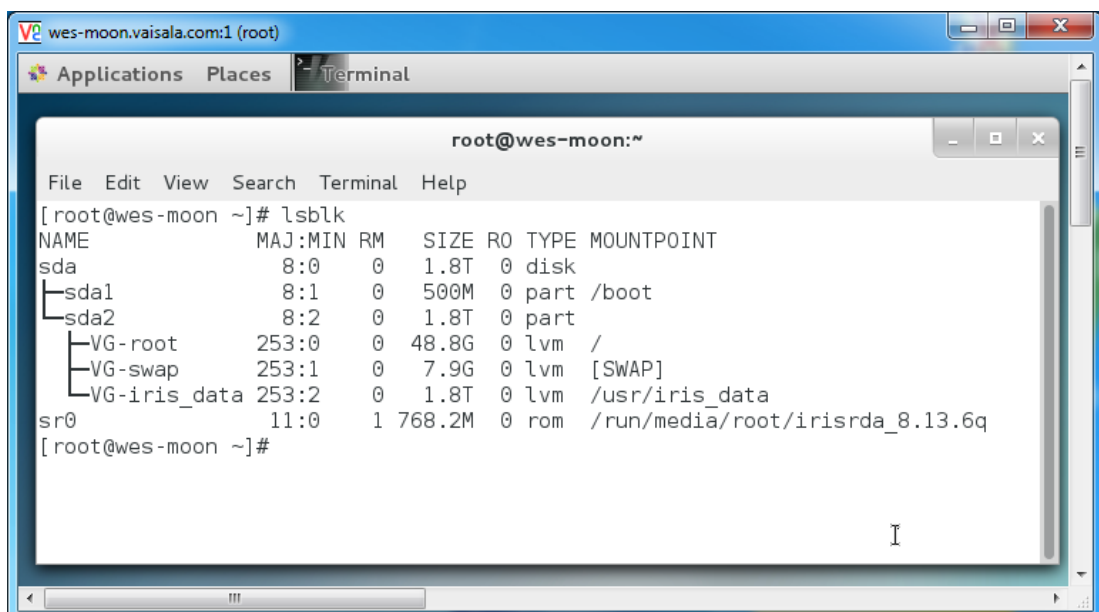 wes-moon.vaisala.com:1 (root)
Applications Places Terminal
root@wes-moon:~
File Edit View Search Terminal Help
[root@wes-moon ~]# lsblk
NAME MAJ:MIN RM SIZE RO TYPE MOUNTPOINT
sda 8:0 0 1.8T 0 disk
├─sda1 8:1 0 500M 0 part /boot
└─sda2 8:2 0 1.8T 0 part
├─VG-root 253:0 0 48.8G 0 lvm /
├─VG-swap 253:1 0 7.9G 0 lvm [SWAP]
└─VG-iris_data 253:2 0 1.8T 0 lvm /usr/iris_data
sr0 11:0 1 768.2M 0 rom /run/media/root/irisrda_8.13.6q
[root@wes-moon ~]#